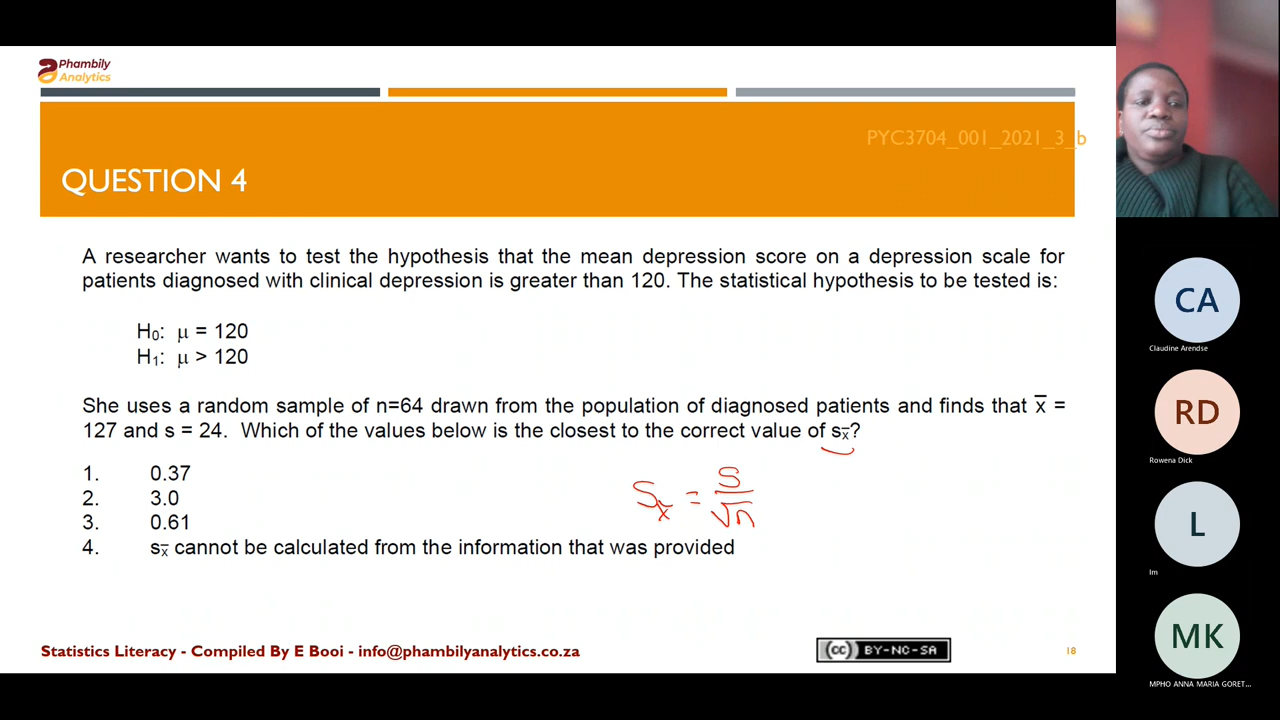 Phambily
Analytics
PYC3704_001_2021_3_b
QUESTION 4
A researcher wants to test the hypothesis that the mean depression score on a depression scale for
patients diagnosed with clinical depression is greater than 120. The statistical hypothesis to be tested is:
H₀: μ = 120
H₁: μ > 120
She uses a random sample of n=64 drawn from the population of diagnosed patients and finds that x̄ =
127 and s = 24. Which of the values below is the closest to the correct value of sx̄?
1. 0.37
2. 3.0
3. 0.61
4. sx̄ cannot be calculated from the information that was provided
Sx̄ = S/√n
Statistics Literacy - Compiled By E Booi - info@phambilyanalytics.co.za
(cc) BY-NC-SA
18
CA
Claudine Arendse
RD
Rowena Dick
L
lm
MK
MPHO ANNA MARIA GORET...